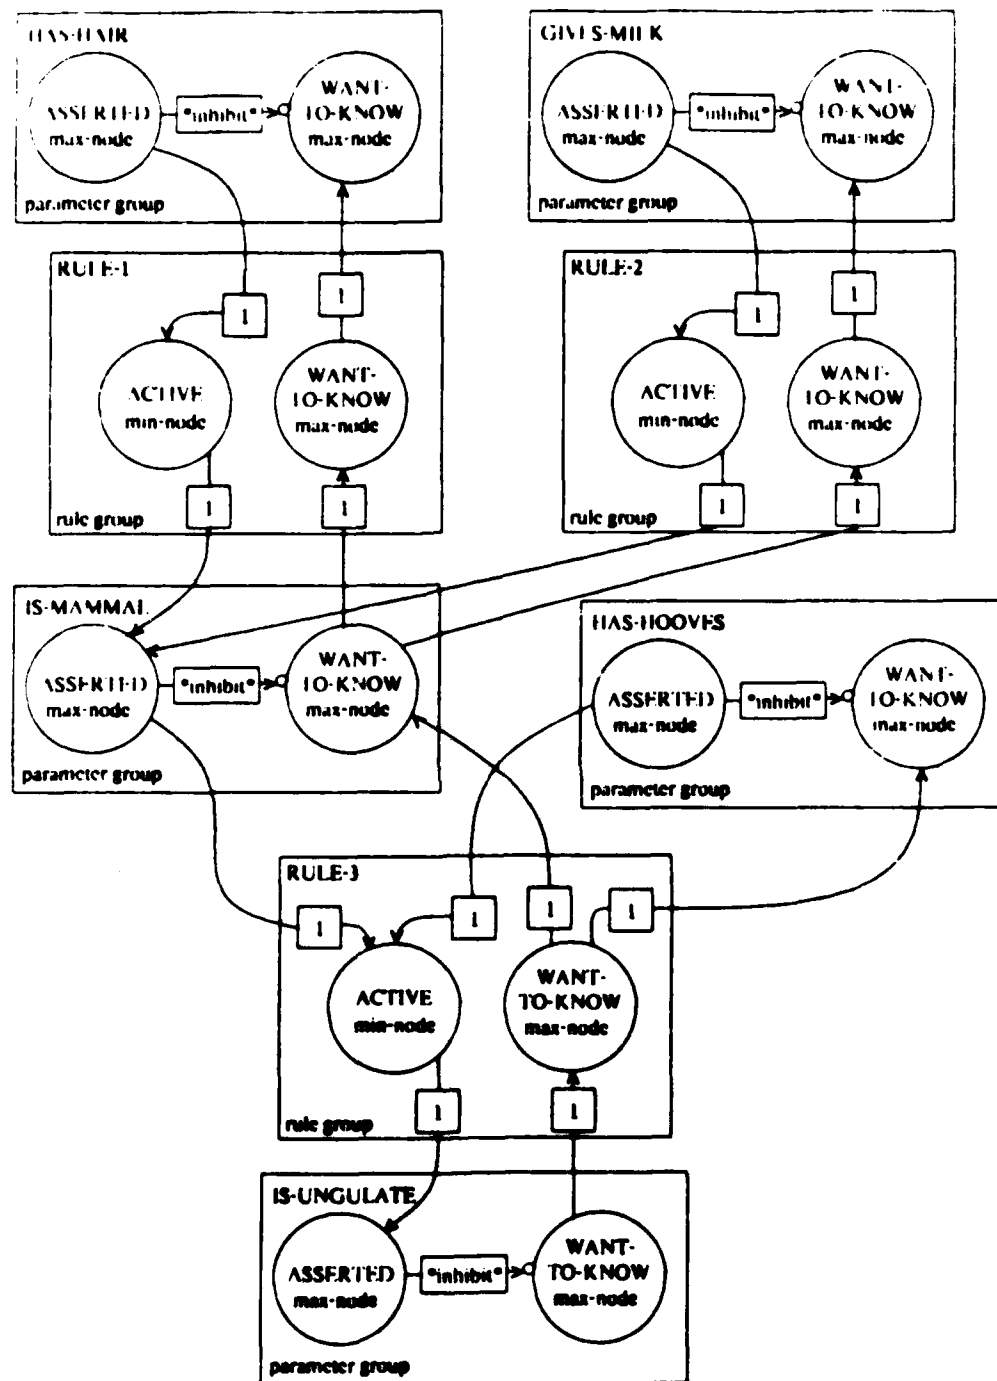 HAS-HAIR
ASSERTED
max-node
*inhibit*
WANT-
TO-KNOW
max-node
parameter group
GIVES-MILK
ASSERTED
max-node
*inhibit*
WANT-
TO-KNOW
max-node
parameter group
RULE-1
1
1
ACTIVE
min-node
WANT-
TO-KNOW
max-node
1
1
rule group
RULE-2
1
1
ACTIVE
min-node
WANT-
TO-KNOW
max-node
1
1
rule group
IS-MAMMAL
ASSERTED
max-node
*inhibit*
WANT-
TO-KNOW
max-node
parameter group
HAS-HOOVES
ASSERTED
max-node
*inhibit*
WANT-
TO-KNOW
max-node
parameter group
RULE-3
1
1
1
1
ACTIVE
min-node
WANT-
TO-KNOW
max-node
1
1
rule group
IS-UNGULATE
ASSERTED
max-node
*inhibit*
WANT-
TO-KNOW
max-node
parameter group